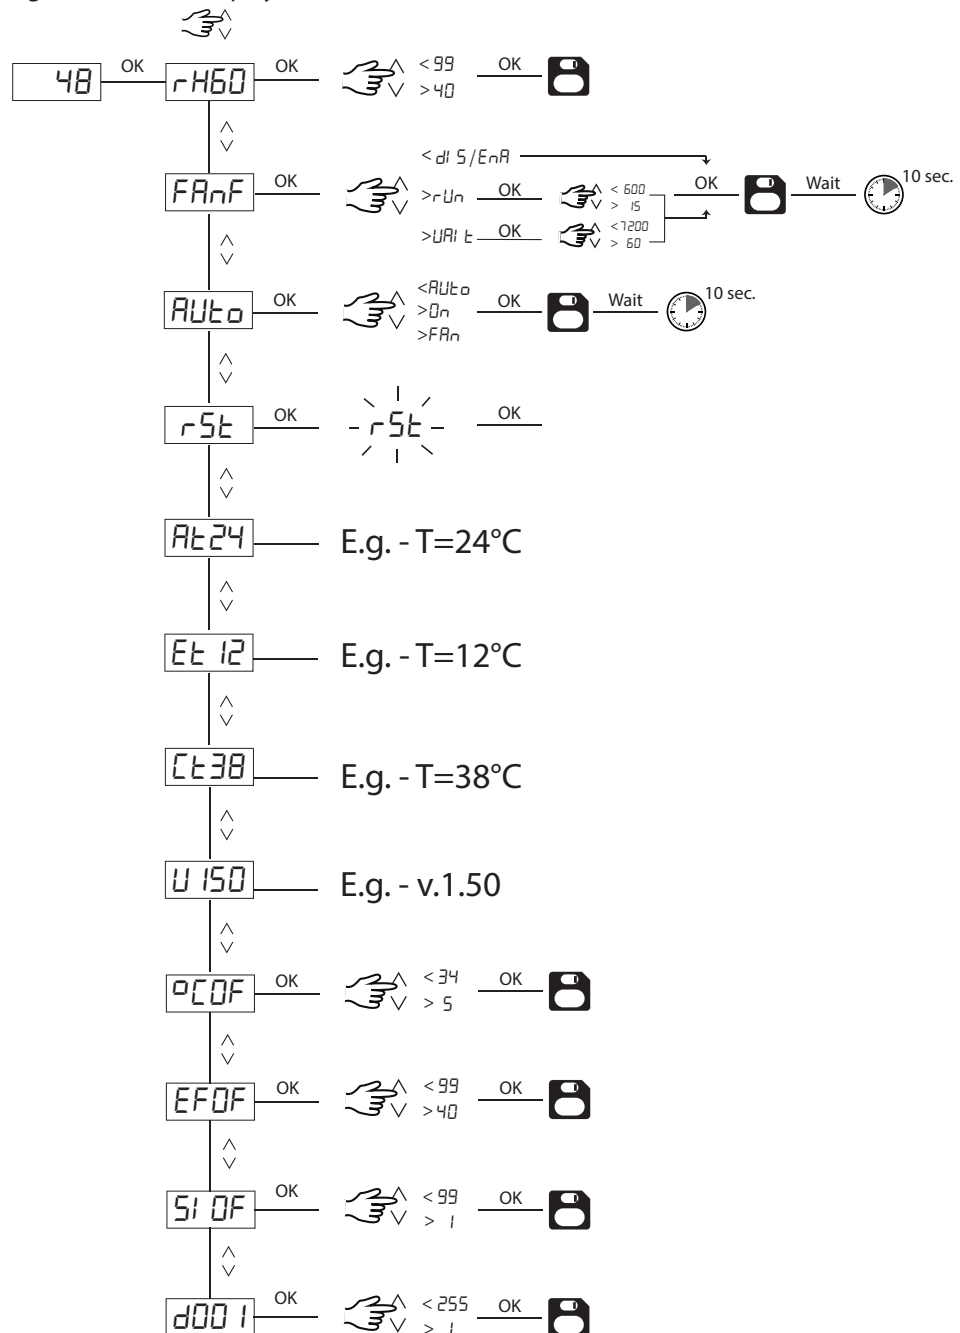 48 OK rH60 OK <99 >40 OK
<dIS/EnA
FAnF OK >rUn OK <600 >15 OK Wait 10 sec.
>UAIt OK <7200 >60
AUto OK <AUto >On >FAn OK Wait 10 sec.
rSt OK rSt OK
At24 E.g. - T=24°C
Et 12 E.g. - T=12°C
Ct38 E.g. - T=38°C
U 150 E.g. - v.1.50
°COF OK <34 >5 OK
EFOF OK <99 >40 OK
SI OF OK <99 >1 OK
d001 OK <255 >1 OK